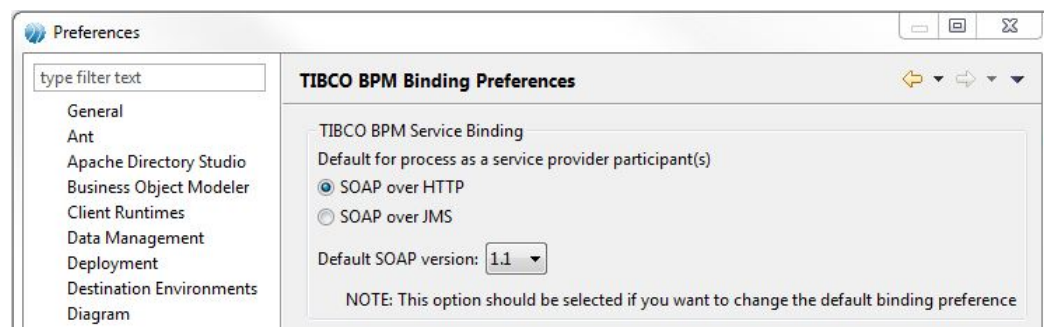 Preferences
type filter text
General
Ant
Apache Directory Studio
Business Object Modeler
Client Runtimes
Data Management
Deployment
Destination Environments
Diagram
TIBCO BPM Binding Preferences
TIBCO BPM Service Binding
Default for process as a service provider participant(s)
SOAP over HTTP
SOAP over JMS
Default SOAP version: 1.1
NOTE: This option should be selected if you want to change the default binding preference